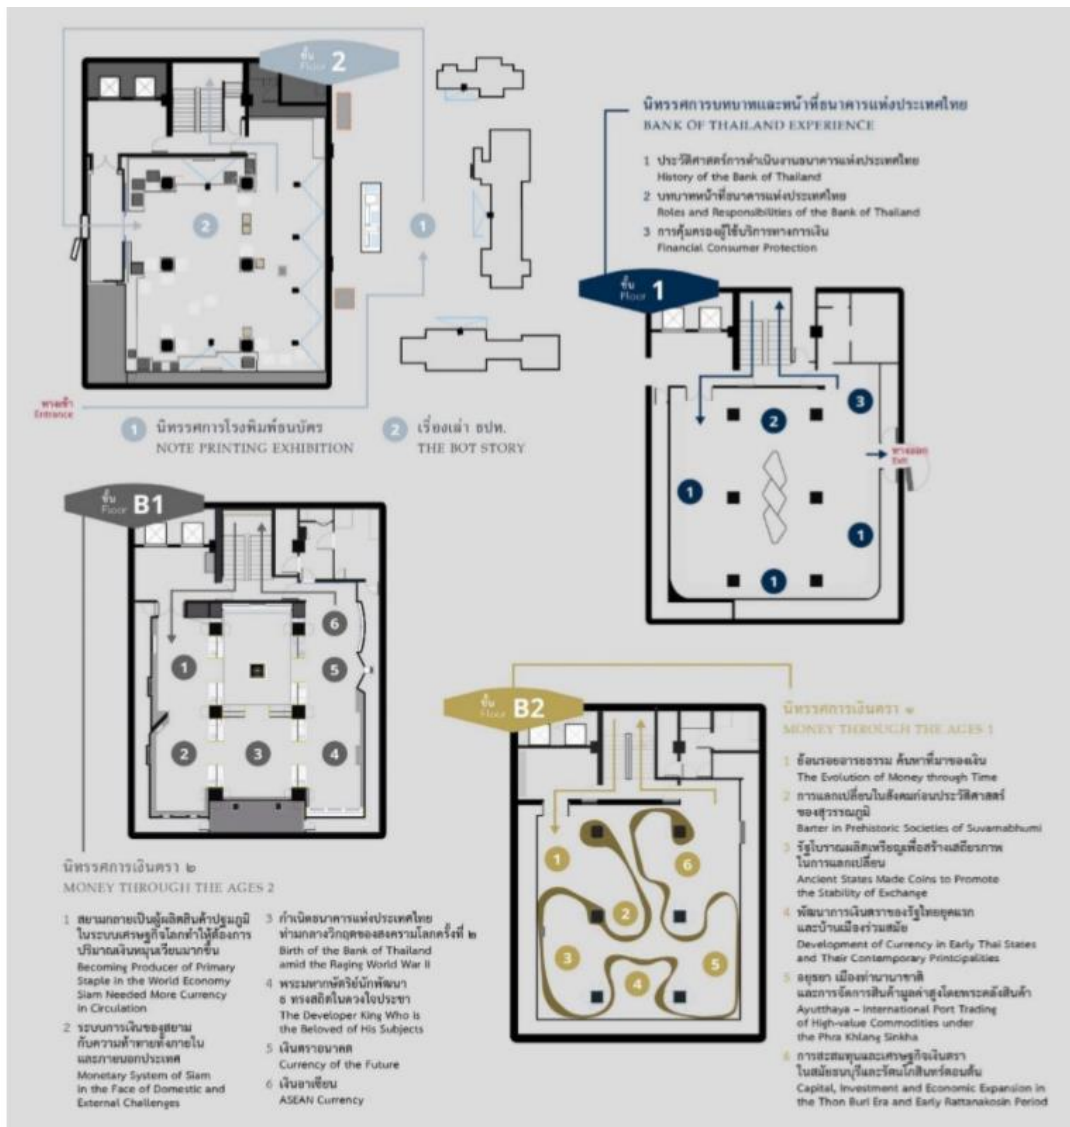 ชั้น
Floor 2
นิทรรศการบทบาทและหน้าที่ธนาคารแห่งประเทศไทย
BANK OF THAILAND EXPERIENCE
1 ประวัติศาสตร์การดำเนินงานธนาคารแห่งประเทศไทย
History of the Bank of Thailand
2 บทบาทหน้าที่ธนาคารแห่งประเทศไทย
Roles and Responsibilities of the Bank of Thailand
3 การคุ้มครองผู้ใช้บริการทางการเงิน
Financial Consumer Protection
2
1
ชั้น
Floor 1
3
2
ทางออก
Exit
1
1
1
ทางเข้า
Entrance
1 นิทรรศการโรงพิมพ์ธนบัตร
NOTE PRINTING EXHIBITION
2 เรื่องเล่า ธปท.
THE BOT STORY
ชั้น
Floor B1
6
1
5
2
3
4
ชั้น
Floor B2
1
6
2
3
5
4
นิทรรศการเงินตรา ๑
MONEY THROUGH THE AGES 1
1 ย้อนรอยอารยธรรม ค้นหาที่มาของเงิน
The Evolution of Money through Time
2 การแลกเปลี่ยนในสังคมก่อนประวัติศาสตร์
ของสุวรรณภูมิ
Barter in Prehistoric Societies of Suvarnabhumi
3 รัฐโบราณผลิตเหรียญเพื่อสร้างเสถียรภาพ
ในการแลกเปลี่ยน
Ancient States Made Coins to Promote
the Stability of Exchange
4 พัฒนาการเงินตราของรัฐไทยยุคแรก
และบ้านเมืองร่วมสมัย
Development of Currency in Early Thai States
and Their Contemporary Printcipalities
5 อยุธยา เมืองท่านานาชาติ
และการจัดการสินค้ามูลค่าสูงโดยพระคลังสินค้า
Ayutthaya – International Port Trading
of High-value Commodities under
the Phra Khlang Sinkha
6 การสะสมทุนและเศรษฐกิจเงินตรา
ในสมัยธนบุรีและรัตนโกสินทร์ตอนต้น
Capital, Investment and Economic Expansion in
the Thon Buri Era and Early Rattanakosin Period
นิทรรศการเงินตรา ๒
MONEY THROUGH THE AGES 2
1 สยามกลายเป็นผู้ผลิตสินค้าปฐมภูมิ
ในระบบเศรษฐกิจโลกทำให้ต้องการ
ปริมาณเงินหมุนเวียนมากขึ้น
Becoming Producer of Primary
Staple in the World Economy
Siam Needed More Currency
in Circulation
2 ระบบการเงินของสยาม
กับความท้าทายทั้งภายใน
และภายนอกประเทศ
Monetary System of Siam
in the Face of Domestic and
External Challenges
3 กำเนิดธนาคารแห่งประเทศไทย
ท่ามกลางวิกฤตของสงครามโลกครั้งที่ ๒
Birth of the Bank of Thailand
amid the Raging World War II
4 พระมหากษัตริย์นักพัฒนา
ธ ทรงสถิตในดวงใจประชา
The Developer King Who is
the Beloved of His Subjects
5 เงินตราอนาคต
Currency of the Future
6 เงินอาเซียน
ASEAN Currency